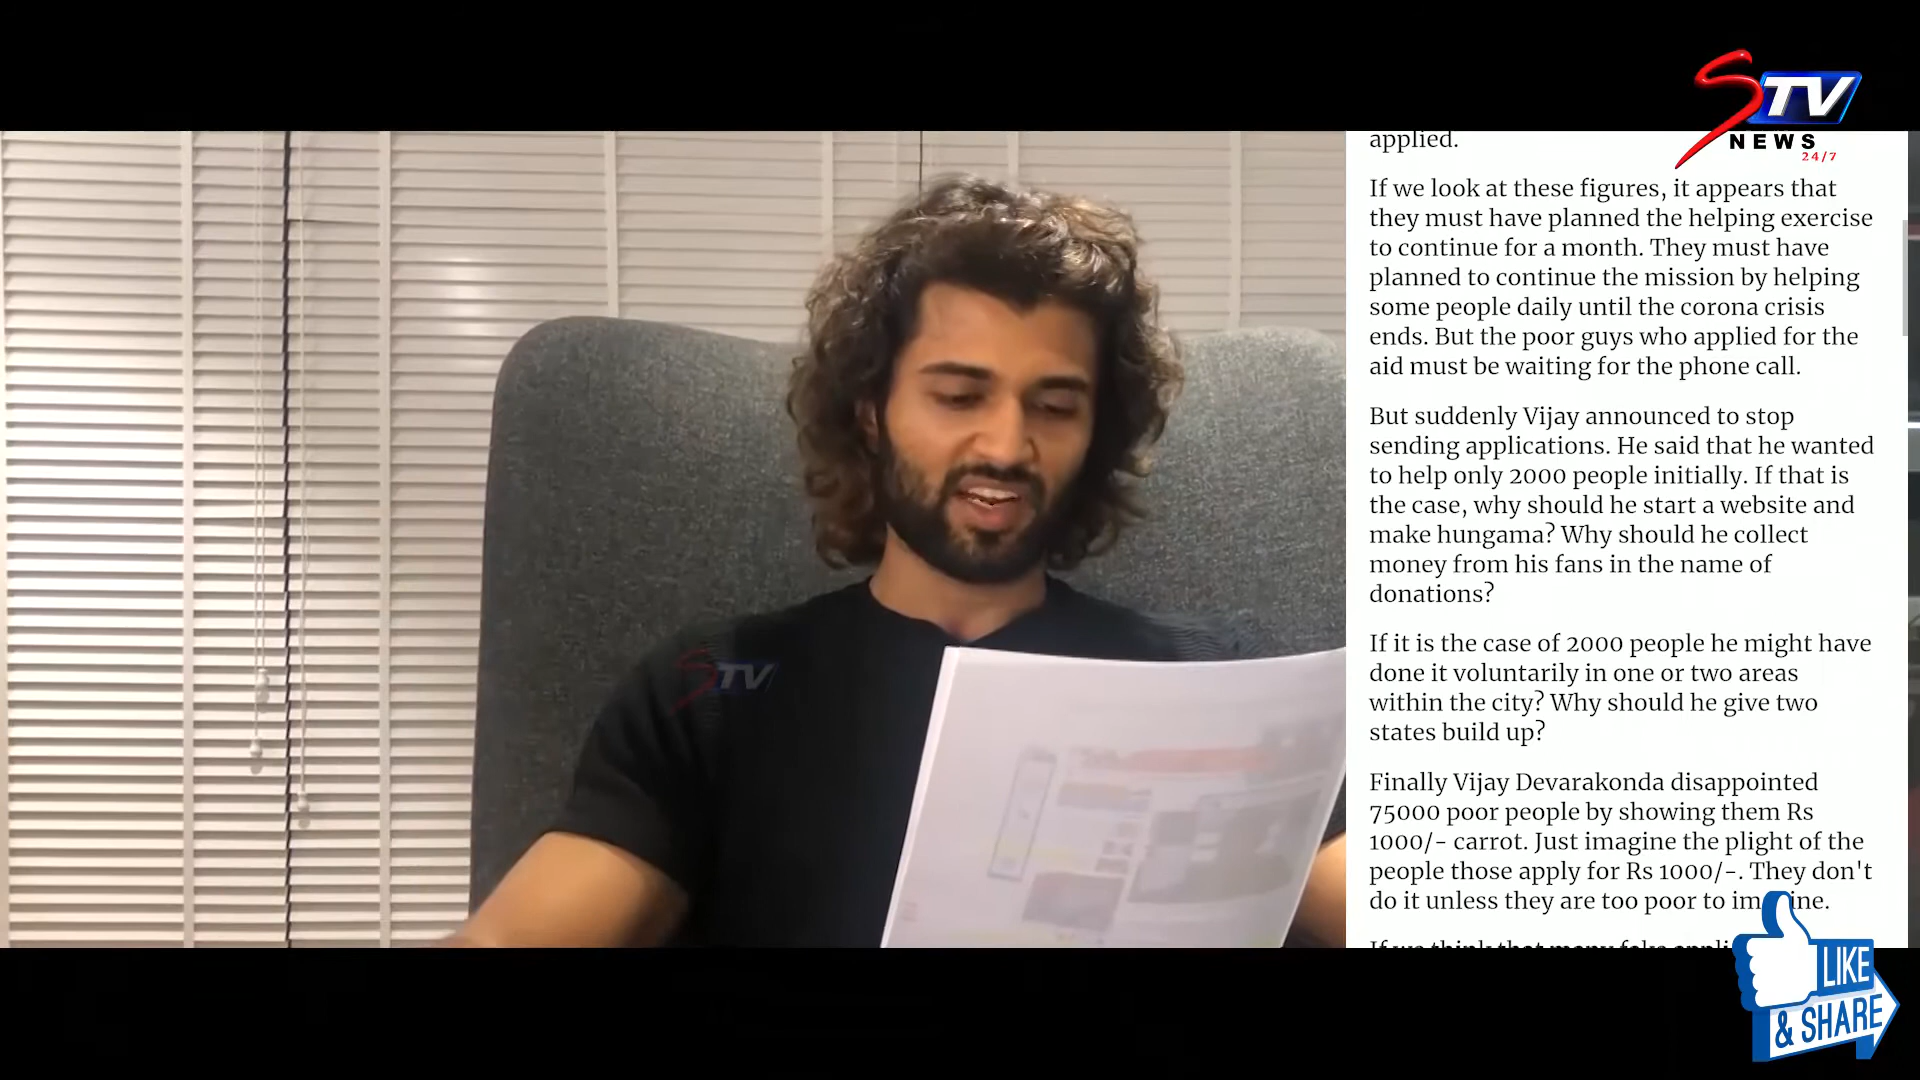 STV
NEWS
24/7
applied.
If we look at these figures, it appears that
they must have planned the helping exercise
to continue for a month. They must have
planned to continue the mission by helping
some people daily until the corona crisis
ends. But the poor guys who applied for the
aid must be waiting for the phone call.
But suddenly Vijay announced to stop
sending applications. He said that he wanted
to help only 2000 people initially. If that is
the case, why should he start a website and
make hungama? Why should he collect
money from his fans in the name of
donations?
If it is the case of 2000 people he might have
done it voluntarily in one or two areas
within the city? Why should he give two
states build up?
Finally Vijay Devarakonda disappointed
75000 poor people by showing them Rs
1000/- carrot. Just imagine the plight of the
people those apply for Rs 1000/-. They don't
do it unless they are too poor to imagine.
If we think that many fake
STV
LIKE
& SHARE